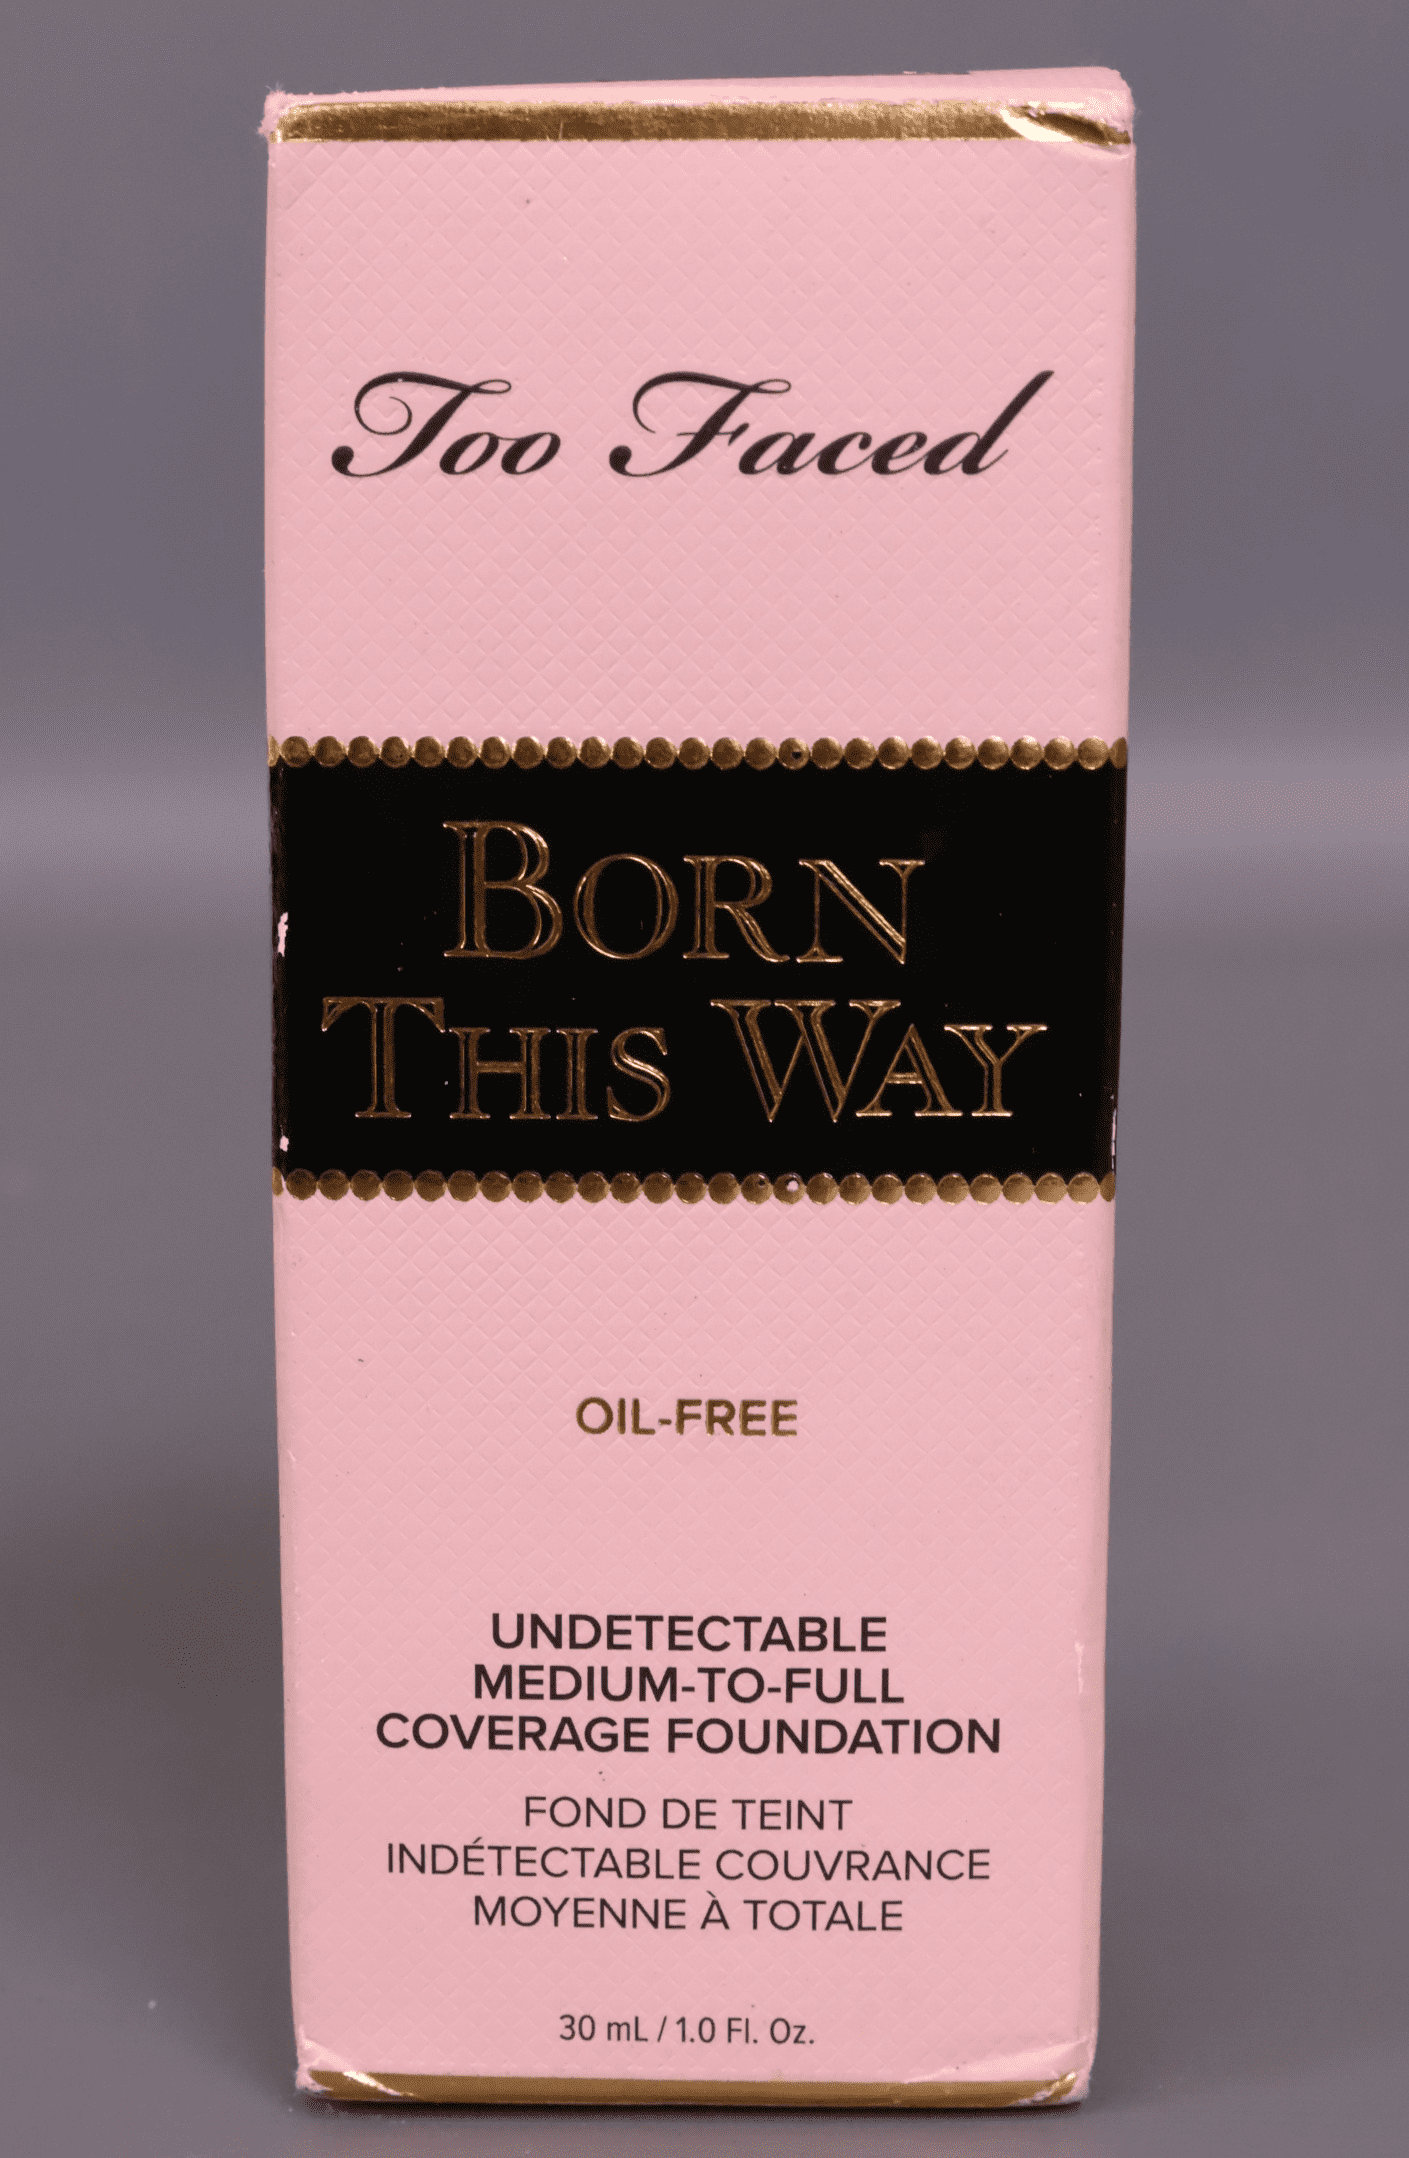 Too Faced
BORN
THIS WAY
OIL-FREE
UNDETECTABLE
MEDIUM-TO-FULL
COVERAGE FOUNDATION
FOND DE TEINT
INDÉTECTABLE COUVRANCE
MOYENNE À TOTALE
30 mL / 1.0 Fl. Oz.